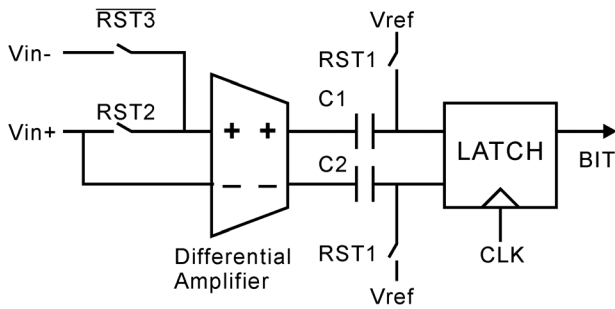 RST3
Vref
Vin-
RST1
RST2
C1
Vin+
+ +
LATCH
C2
BIT
– –
Differential
Amplifier
RST1
CLK
Vref